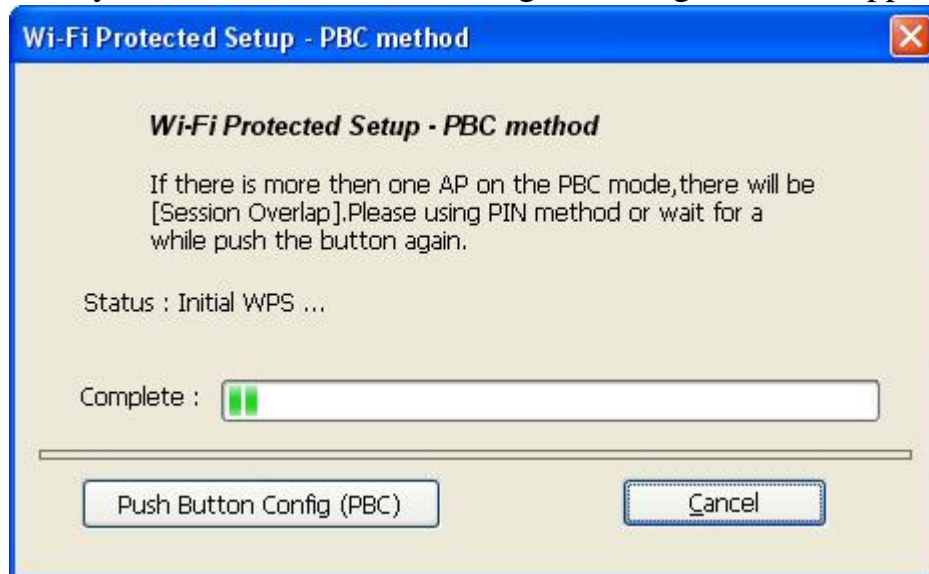 Wi-Fi Protected Setup - PBC method
Wi-Fi Protected Setup - PBC method
If there is more then one AP on the PBC mode,there will be
[Session Overlap].Please using PIN method or wait for a
while push the button again.
Status : Initial WPS ...
Complete :
Push Button Config (PBC)
Cancel